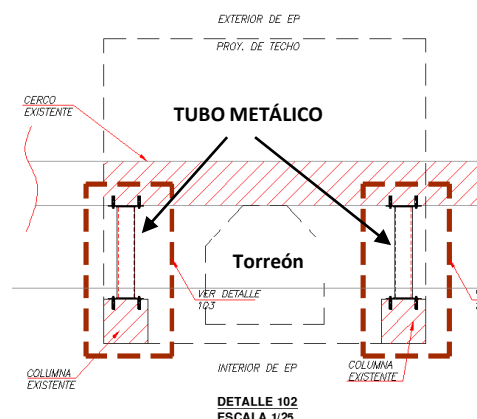 EXTERIOR DE EP
PROY. DE TECHO
CERCO
EXISTENTE
TUBO METÁLICO
Torreón
VER DETALLE
103
COLUMNA
EXISTENTE
INTERIOR DE EP
COLUMNA
EXISTENTE
DETALLE 102
ESCALA 1/25